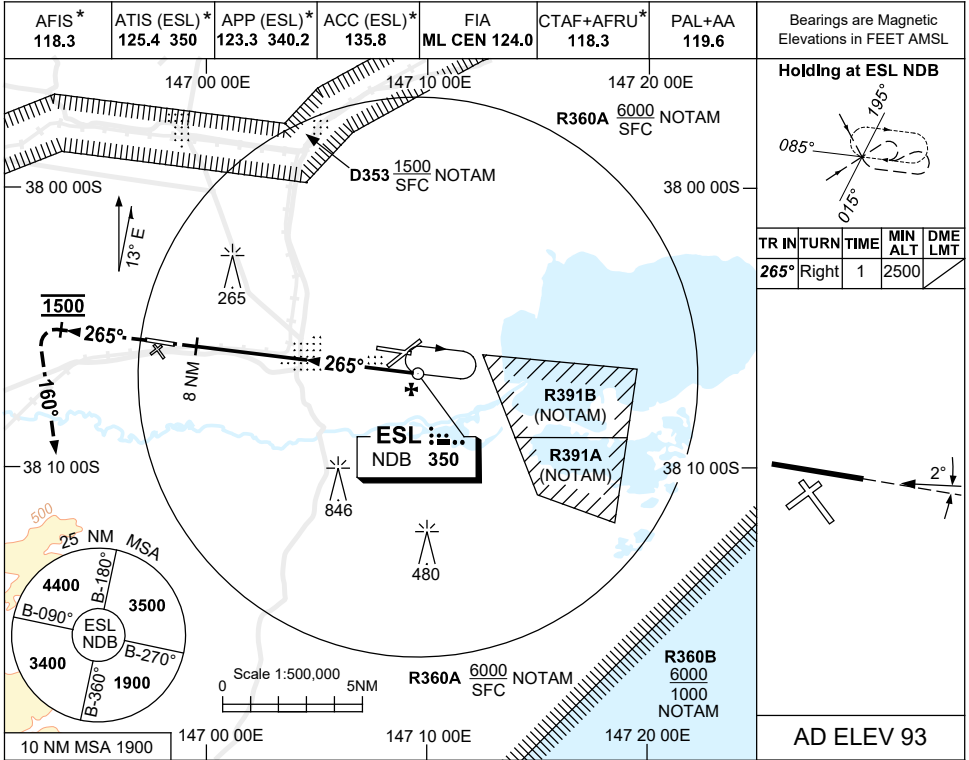 AFIS*
118.3
ATIS (ESL)*
125.4 350
APP (ESL)*
123.3 340.2
ACC (ESL)*
135.8
FIA
ML CEN 124.0
CTAF+AFRU*
118.3
PAL+AA
119.6
Bearings are Magnetic
Elevations in FEET AMSL
147 00 00E
147 10 00E
147 20 00E
R360A 6000
SFC NOTAM
D353 1500
SFC NOTAM
38 00 00S
38 00 00S
13° E
265
1500
265°
265°
8 NM
160°
ESL
NDB 350
R391B
(NOTAM)
R391A
(NOTAM)
38 10 00S
38 10 00S
846
480
500
25 NM MSA
4400
B-180°
3500
B-090°
ESL
NDB
B-270°
3400
B-360°
1900
Scale 1:500,000
0
5NM
R360A 6000
SFC NOTAM
R360B
6000
1000
NOTAM
10 NM MSA 1900
147 00 00E
147 10 00E
147 20 00E
Holding at ESL NDB
195°
085°
015°
TR IN TURN TIME MIN ALT DME LMT
265° Right 1 2500
2°
AD ELEV 93